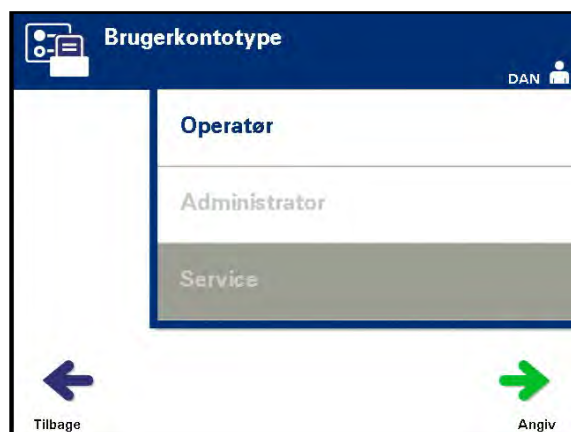 Brugerkontotype
DAN
Operatør
Administrator
Service
Tilbage
Angiv